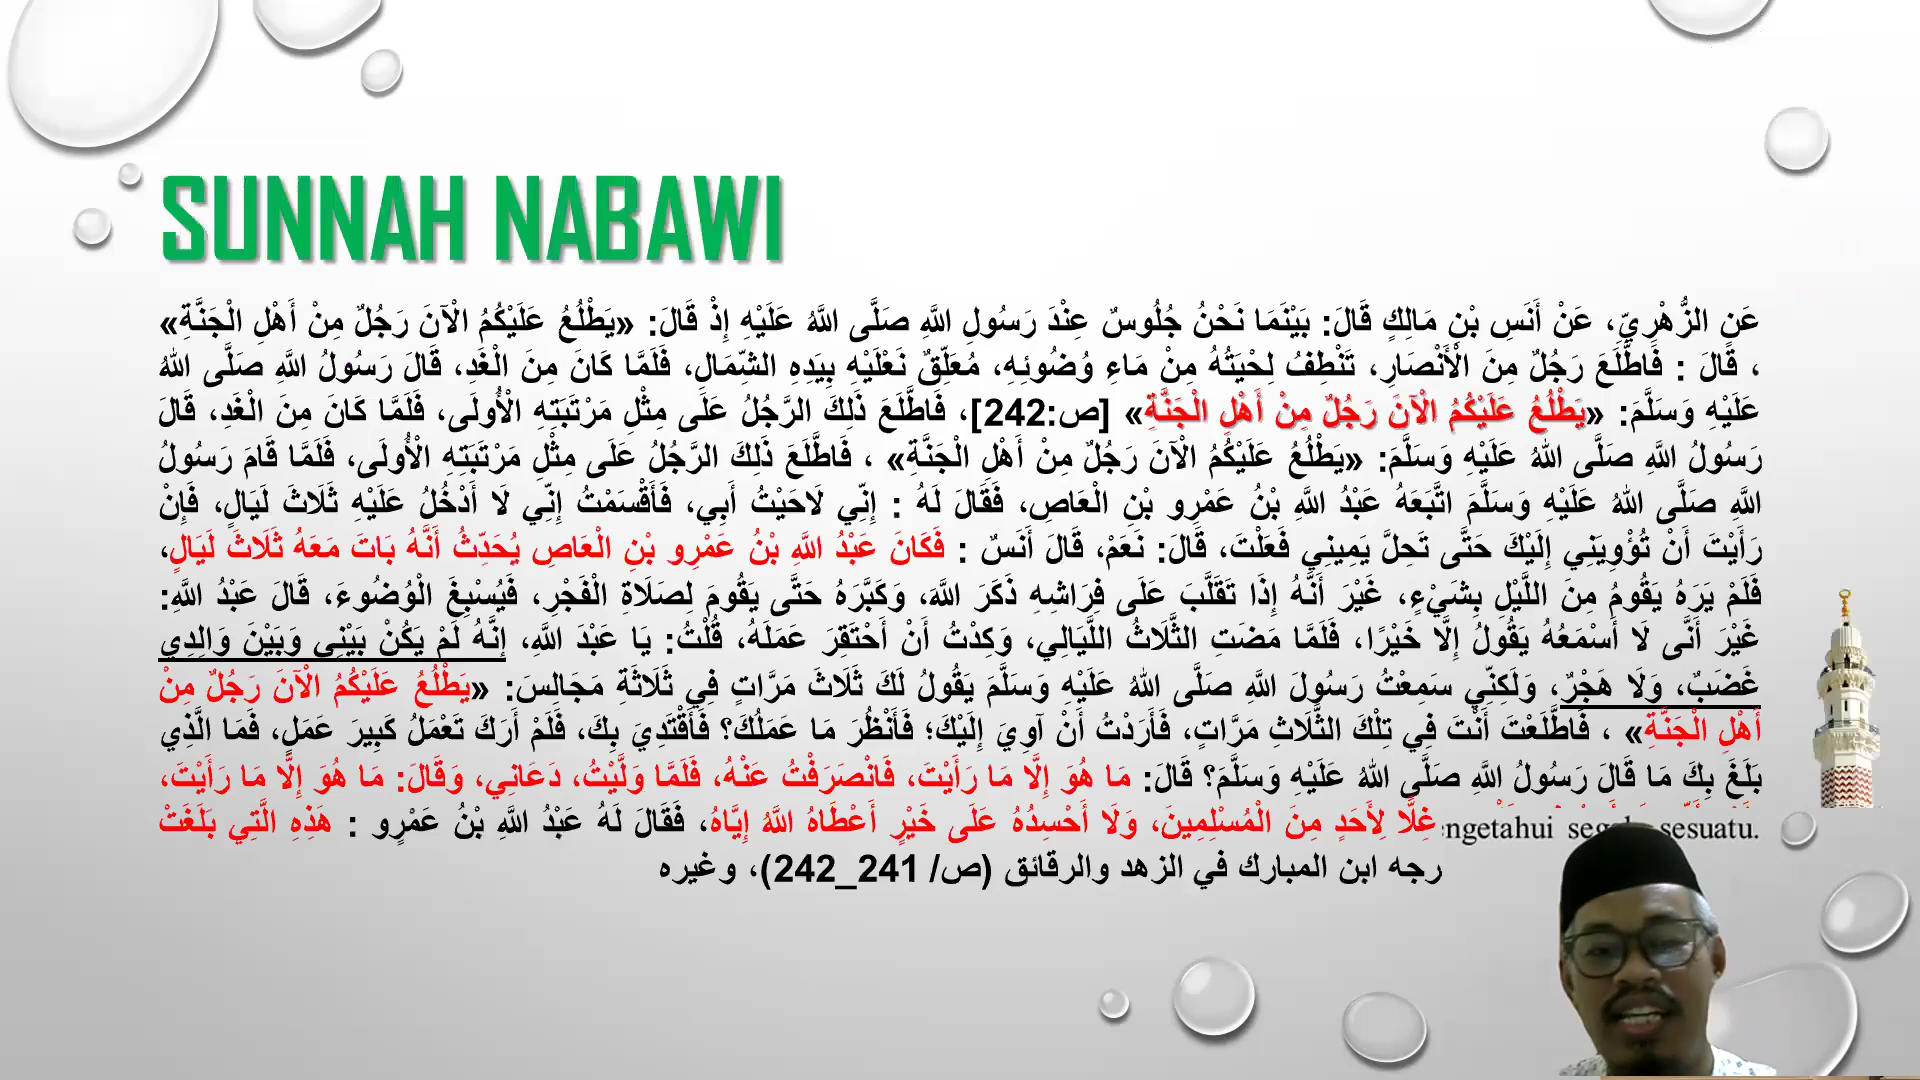 SUNNAH NABAWI
عَنِ الزُّهْرِيِّ، عَنْ أَنَسِ بْنِ مَالِكٍ قَالَ: بَيْنَمَا نَحْنُ جُلُوسٌ عِنْدَ رَسُولِ اللَّهِ صَلَّى اللَّهُ عَلَيْهِ إِذْ قَالَ: «يَطْلُعُ عَلَيْكُمُ الْآنَ رَجُلٌ مِنْ أَهْلِ الْجَنَّةِ»
، قَالَ : فَاطَّلَعَ رَجُلٌ مِنَ الْأَنْصَارِ، تَنْطِفُ لِحْيَتُهُ مِنْ مَاءِ وُضُوئِهِ، مُعَلِّقٌ نَعْلَيْهِ بِيَدِهِ الشِّمَالِ، فَلَمَّا كَانَ مِنَ الْغَدِ، قَالَ رَسُولُ اللَّهِ صَلَّى اللهُ
عَلَيْهِ وَسَلَّمَ: «يَطْلُعُ عَلَيْكُمُ الْآنَ رَجُلٌ مِنْ أَهْلِ الْجَنَّةِ» [ص:242]، فَاطَّلَعَ ذَلِكَ الرَّجُلُ عَلَى مِثْلِ مَرْتَبَتِهِ الْأُولَى، فَلَمَّا كَانَ مِنَ الْغَدِ، قَالَ
رَسُولُ اللَّهِ صَلَّى اللهُ عَلَيْهِ وَسَلَّمَ: «يَطْلُعُ عَلَيْكُمُ الْآنَ رَجُلٌ مِنْ أَهْلِ الْجَنَّةِ» ، فَاطَّلَعَ ذَلِكَ الرَّجُلُ عَلَى مِثْلِ مَرْتَبَتِهِ الْأُولَى، فَلَمَّا قَامَ رَسُولُ
اللَّهِ صَلَّى اللهُ عَلَيْهِ وَسَلَّمَ اتَّبَعَهُ عَبْدُ اللَّهِ بْنُ عَمْرِو بْنِ الْعَاصِ، فَقَالَ لَهُ : إِنِّي لَاحَيْتُ أَبِي، فَأَقْسَمْتُ إِنِّي لَا أَدْخُلُ عَلَيْهِ ثَلَاثَ لَيَالٍ، فَإِنْ
رَأَيْتَ أَنْ تُؤْوِيَنِي إِلَيْكَ حَتَّى تَحِلَّ يَمِينِي فَعَلْتَ، قَالَ: نَعَمْ، قَالَ أَنَسٌ : فَكَانَ عَبْدُ اللَّهِ بْنُ عَمْرِو بْنِ الْعَاصِ يُحَدِّثُ أَنَّهُ بَاتَ مَعَهُ ثَلَاثَ لَيَالٍ،
فَلَمْ يَرَهُ يَقُومُ مِنَ اللَّيْلِ بِشَيْءٍ، غَيْرَ أَنَّهُ إِذَا تَقَلَّبَ عَلَى فِرَاشِهِ ذَكَرَ اللَّهَ، وَكَبَّرَهُ حَتَّى يَقُومَ لِصَلَاةِ الْفَجْرِ، فَيُسْبِغَ الْوُضُوءَ، قَالَ عَبْدُ اللَّهِ:
غَيْرَ أَنَّى لَا أَسْمَعُهُ يَقُولُ إِلَّا خَيْرًا، فَلَمَّا مَضَتِ الثَّلَاثُ اللَّيَالِي، وَكِدْتُ أَنْ أَحْتَقِرَ عَمَلَهُ، قُلْتُ: يَا عَبْدَ اللَّهِ، إِنَّهُ لَمْ يَكُنْ بَيْنِي وَبَيْنَ وَالِدِي
غَضَبٌ، وَلَا هَجْرٌ، وَلَكِنِّي سَمِعْتُ رَسُولَ اللَّهِ صَلَّى اللهُ عَلَيْهِ وَسَلَّمَ يَقُولُ لَكَ ثَلَاثَ مَرَّاتٍ فِي ثَلَاثَةِ مَجَالِسَ: «يَطْلُعُ عَلَيْكُمُ الْآنَ رَجُلٌ مِنْ
أَهْلِ الْجَنَّةِ» ، فَاطَّلَعْتَ أَنْتَ فِي تِلْكَ الثَّلَاثِ مَرَّاتٍ، فَأَرَدْتُ أَنْ آوِيَ إِلَيْكَ؛ فَأَنْظُرَ مَا عَمَلُكَ؟ فَأَقْتَدِيَ بِكَ، فَلَمْ أَرَكَ تَعْمَلُ كَبِيرَ عَمَلٍ، فَمَا الَّذِي
بَلَغَ بِكَ مَا قَالَ رَسُولُ اللَّهِ صَلَّى اللهُ عَلَيْهِ وَسَلَّمَ؟ قَالَ: مَا هُوَ إِلَّا مَا رَأَيْتَ، فَانْصَرَفْتُ عَنْهُ، فَلَمَّا وَلَّيْتُ، دَعَانِي، وَقَالَ: مَا هُوَ إِلَّا مَا رَأَيْتَ،
غِلًّا لِأَحَدٍ مِنَ الْمُسْلِمِينَ، وَلَا أَحْسِدُهُ عَلَى خَيْرٍ أَعْطَاهُ اللَّهُ إِيَّاهُ، فَقَالَ لَهُ عَبْدُ اللَّهِ بْنُ عَمْرٍو : هَذِهِ الَّتِي بَلَغَتْ
ngetahui sesuatu.
رجه ابن المبارك في الزهد والرقائق (ص/ 241_242)، وغيره